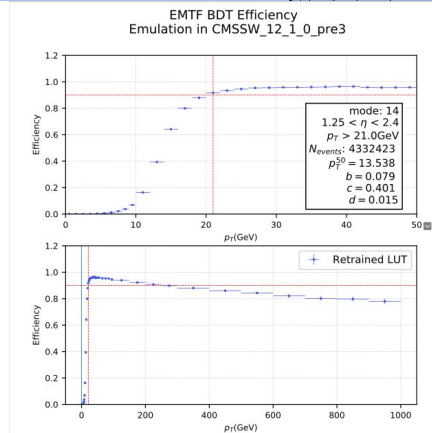 EMTF BDT Efficiency
Emulation in CMSSW_12_1_0_pre3
1.2
1.0
0.8
0.6
0.4
0.2
0.0
Efficiency
mode: 14
1.25 < η < 2.4
p_T > 21.0GeV
N_events: 4332423
p_T^50 = 13.538
b = 0.079
c = 0.401
d = 0.015
0 10 20 30 40 50
p_T(GeV)
1.2
1.0
0.8
0.6
0.4
0.2
0.0
Efficiency
Retrained LUT
0 200 400 600 800 1000
p_T(GeV)